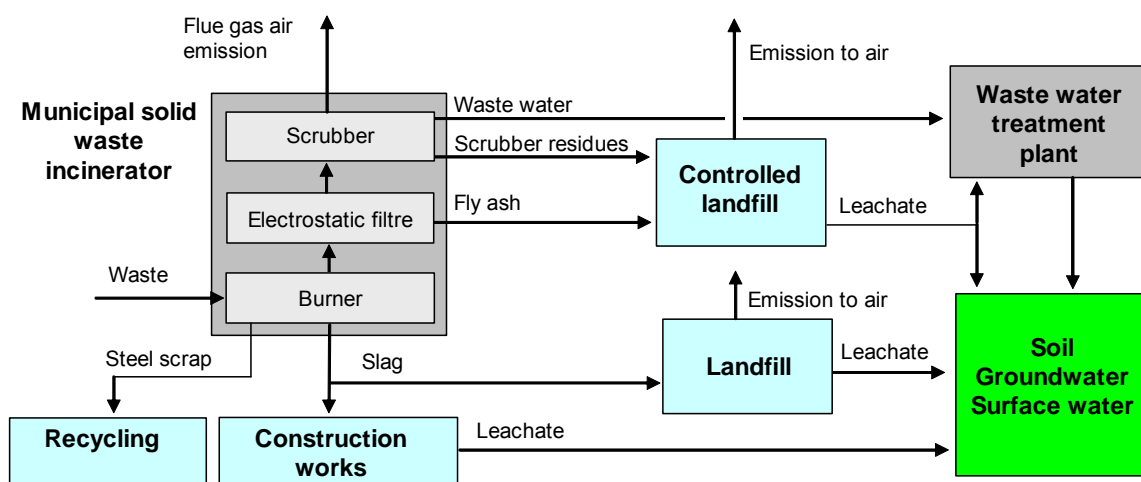 Flue gas air
emission
Emission to air
Municipal solid
waste
incinerator
Scrubber
Waste water
Scrubber residues
Waste water
treatment
plant
Controlled
landfill
Electrostatic filtre
Fly ash
Leachate
Waste
Burner
Emission to air
Steel scrap
Slag
Landfill
Leachate
Soil
Groundwater
Surface water
Recycling
Construction
works
Leachate